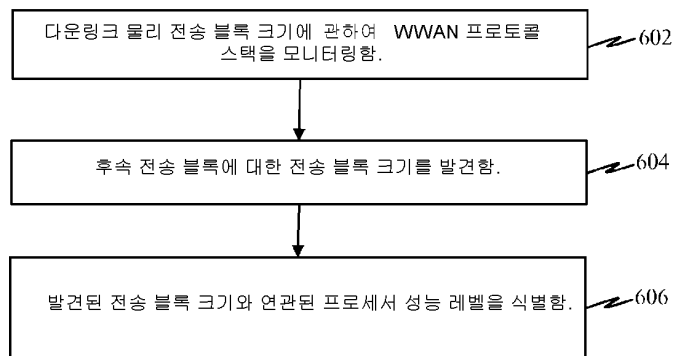 다운링크 물리 전송 블록 크기에 관하여 WWAN 프로토콜
스택을 모니터링함.
602
후속 전송 블록에 대한 전송 블록 크기를 발견함.
604
발견된 전송 블록 크기와 연관된 프로세서 성능 레벨을 식별함.
606